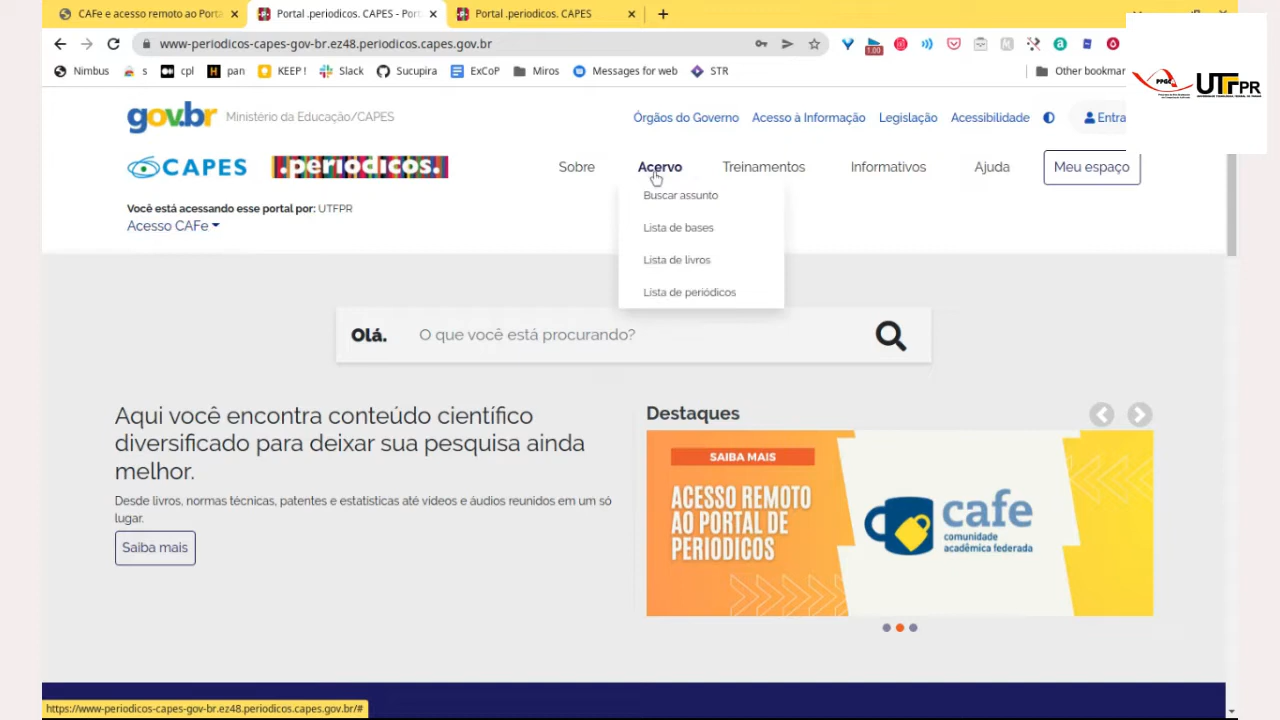 CAFe e acesso remoto ao Porta
Portal .periodicos. CAPES - Port
Portal .periodicos. CAPES
www-periodicos-capes-gov-br.ez48.periodicos.capes.gov.br
1.00
Nimbus
s
cpl
pan
KEEP !
Slack
Sucupira
ExCoP
Miros
Messages for web
STR
Other bookmar
PPGC
UTFPR
gov.br
Ministério da Educação/CAPES
Órgãos do Governo
Acesso à Informação
Legislação
Acessibilidade
Entra
CAPES
.periodicos.
Sobre
Acervo
Treinamentos
Informativos
Ajuda
Meu espaço
Você está acessando esse portal por: UTFPR
Acesso CAFe
Buscar assunto
Lista de bases
Lista de livros
Lista de periódicos
Olá.
O que você está procurando?
Aqui você encontra conteúdo científico
diversificado para deixar sua pesquisa ainda
melhor.
Desde livros, normas técnicas, patentes e estatísticas até vídeos e áudios reunidos em um só
lugar.
Saiba mais
Destaques
SAIBA MAIS
ACESSO REMOTO
AO PORTAL DE
PERIODICOS
cafe
comunidade
acadêmica federada
https://www-periodicos-capes-gov-br.ez48.periodicos.capes.gov.br/#